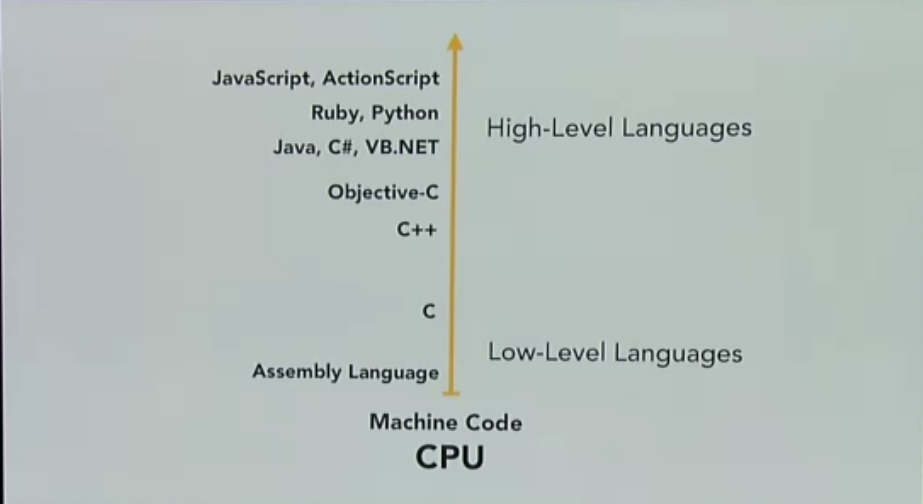 JavaScript, ActionScript
Ruby, Python
High-Level Languages
Java, C#, VB.NET
Objective-C
C++
C
Low-Level Languages
Assembly Language
Machine Code
CPU